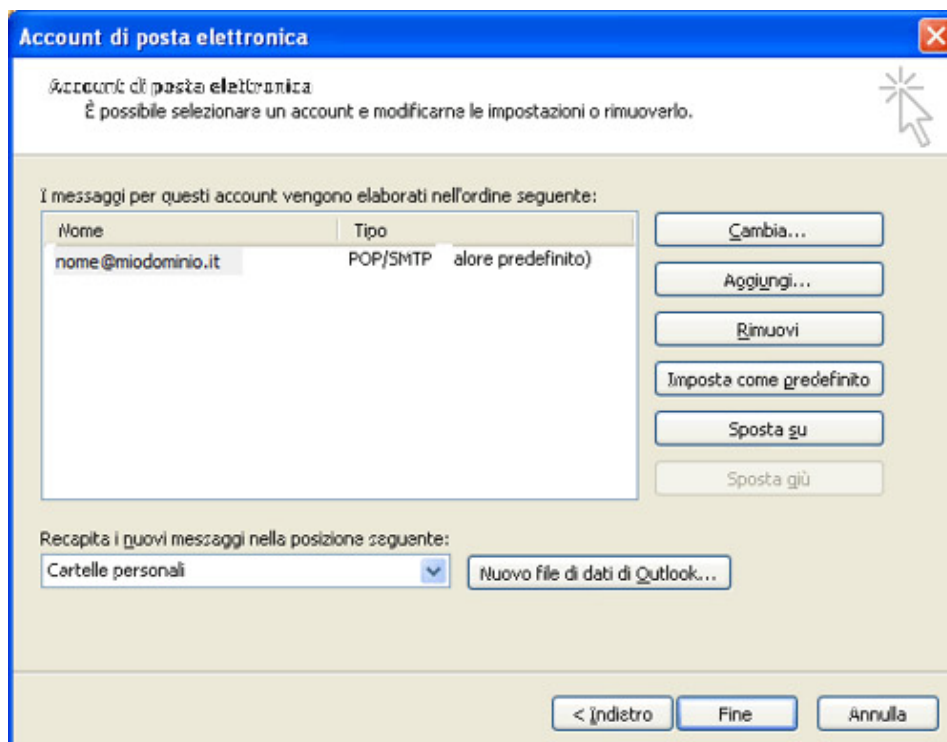 Account di posta elettronica
Account di posta elettronica
È possibile selezionare un account e modificarne le impostazioni o rimuoverlo.
I messaggi per questi account vengono elaborati nell'ordine seguente:
Nome Tipo
nome@miodominio.it POP/SMTP alore predefinito)
Cambia...
Aggiungi...
Rimuovi
Imposta come predefinito
Sposta su
Sposta giù
Recapita i nuovi messaggi nella posizione seguente:
Cartelle personali
Nuovo file di dati di Outlook...
< Indietro Fine Annulla